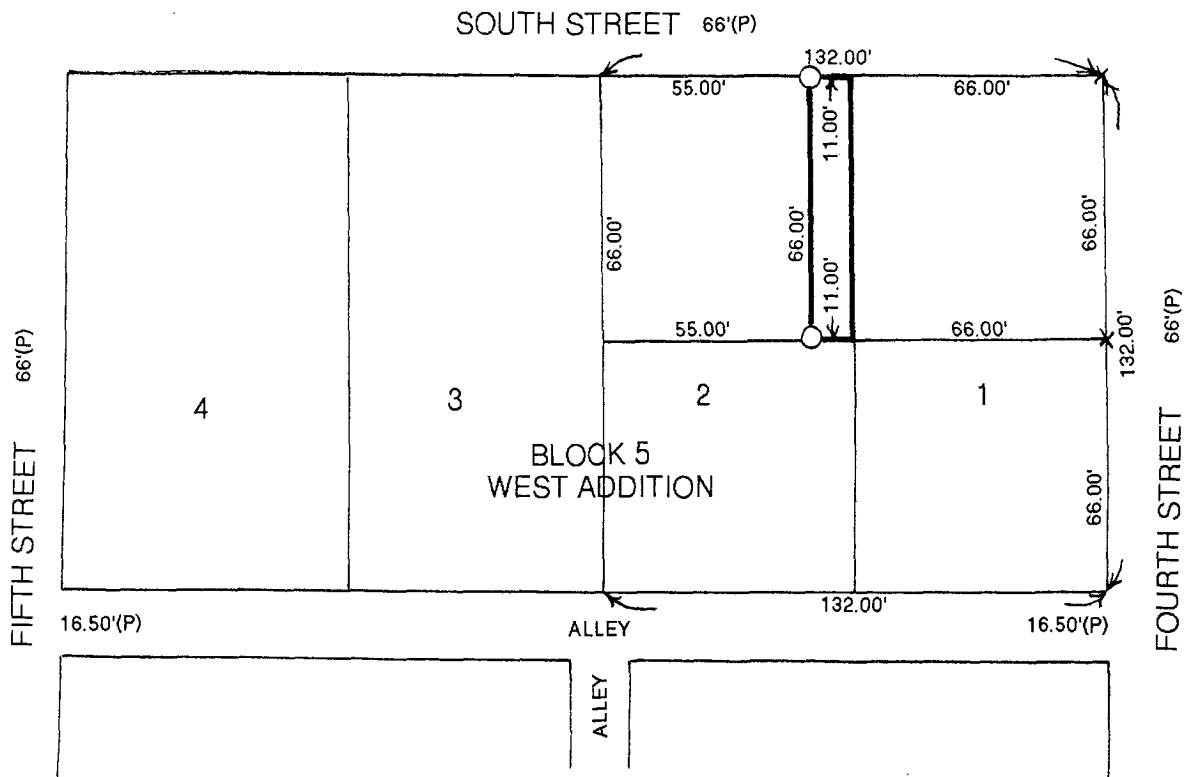 SOUTH STREET 66'(P)
132.00'
55.00'
66.00'
11.00'
66.00'
66.00'
66.00'
11.00'
55.00'
66.00'
132.00'
FIFTH STREET 66'(P)
FOURTH STREET 66'(P)
4
3
2
1
BLOCK 5
WEST ADDITION
66.00'
132.00'
16.50'(P)
ALLEY
16.50'(P)
ALLEY